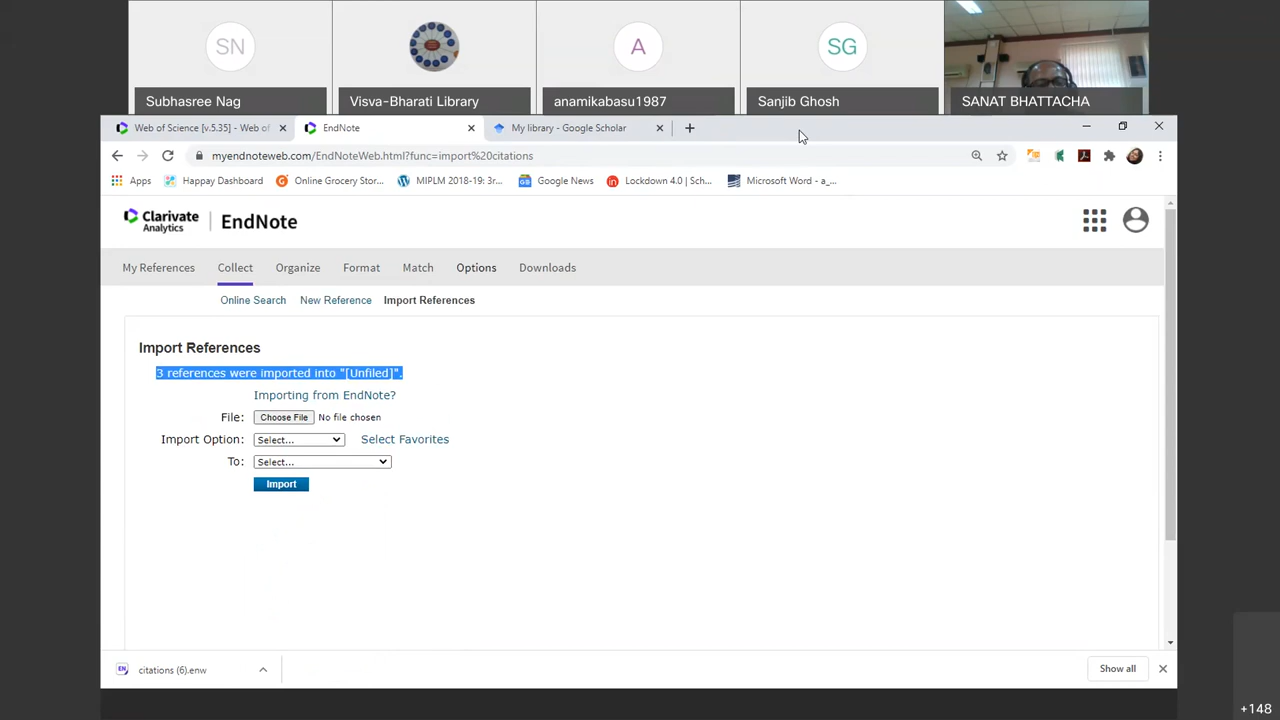 SN
A
SG
Subhasree Nag
Visva-Bharati Library
anamikabasu1987
Sanjib Ghosh
SANAT BHATTACHA
Web of Science [v.5.35] - Web of
EndNote
My library - Google Scholar
myendnoteweb.com/EndNoteWeb.html?func=import%20citations
Apps
Happay Dashboard
Online Grocery Stor...
MIPLM 2018-19: 3r...
Google News
Lockdown 4.0 | Sch...
Microsoft Word - a_...
Clarivate
Analytics
EndNote
My References
Collect
Organize
Format
Match
Options
Downloads
Online Search
New Reference
Import References
Import References
3 references were imported into "[Unfiled]".
Importing from EndNote?
File: Choose File No file chosen
Import Option: Select... Select Favorites
To: Select...
Import
EN
citations (6).enw
Show all
+148